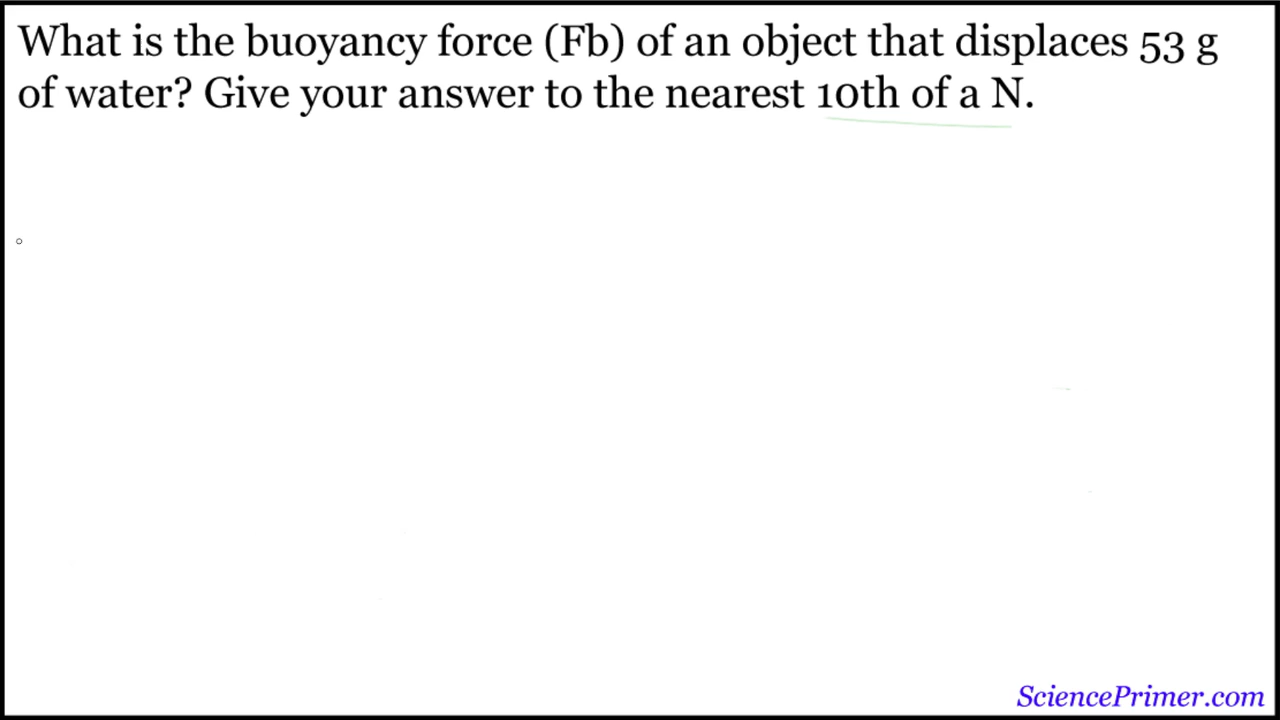 What is the buoyancy force (Fb) of an object that displaces 53 g
of water? Give your answer to the nearest 10th of a N.
SciencePrimer.com